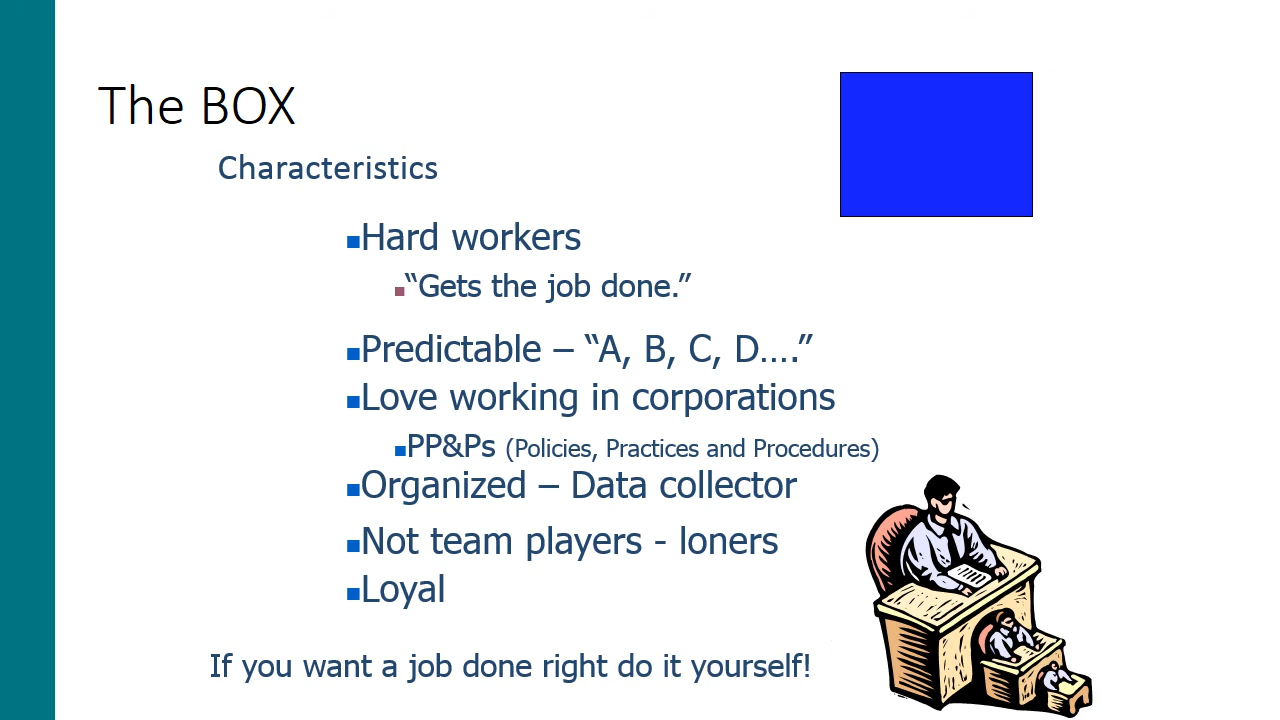 The BOX
Characteristics
Hard workers
“Gets the job done.”
Predictable – “A, B, C, D….”
Love working in corporations
PP&Ps (Policies, Practices and Procedures)
Organized – Data collector
Not team players - loners
Loyal
If you want a job done right do it yourself!